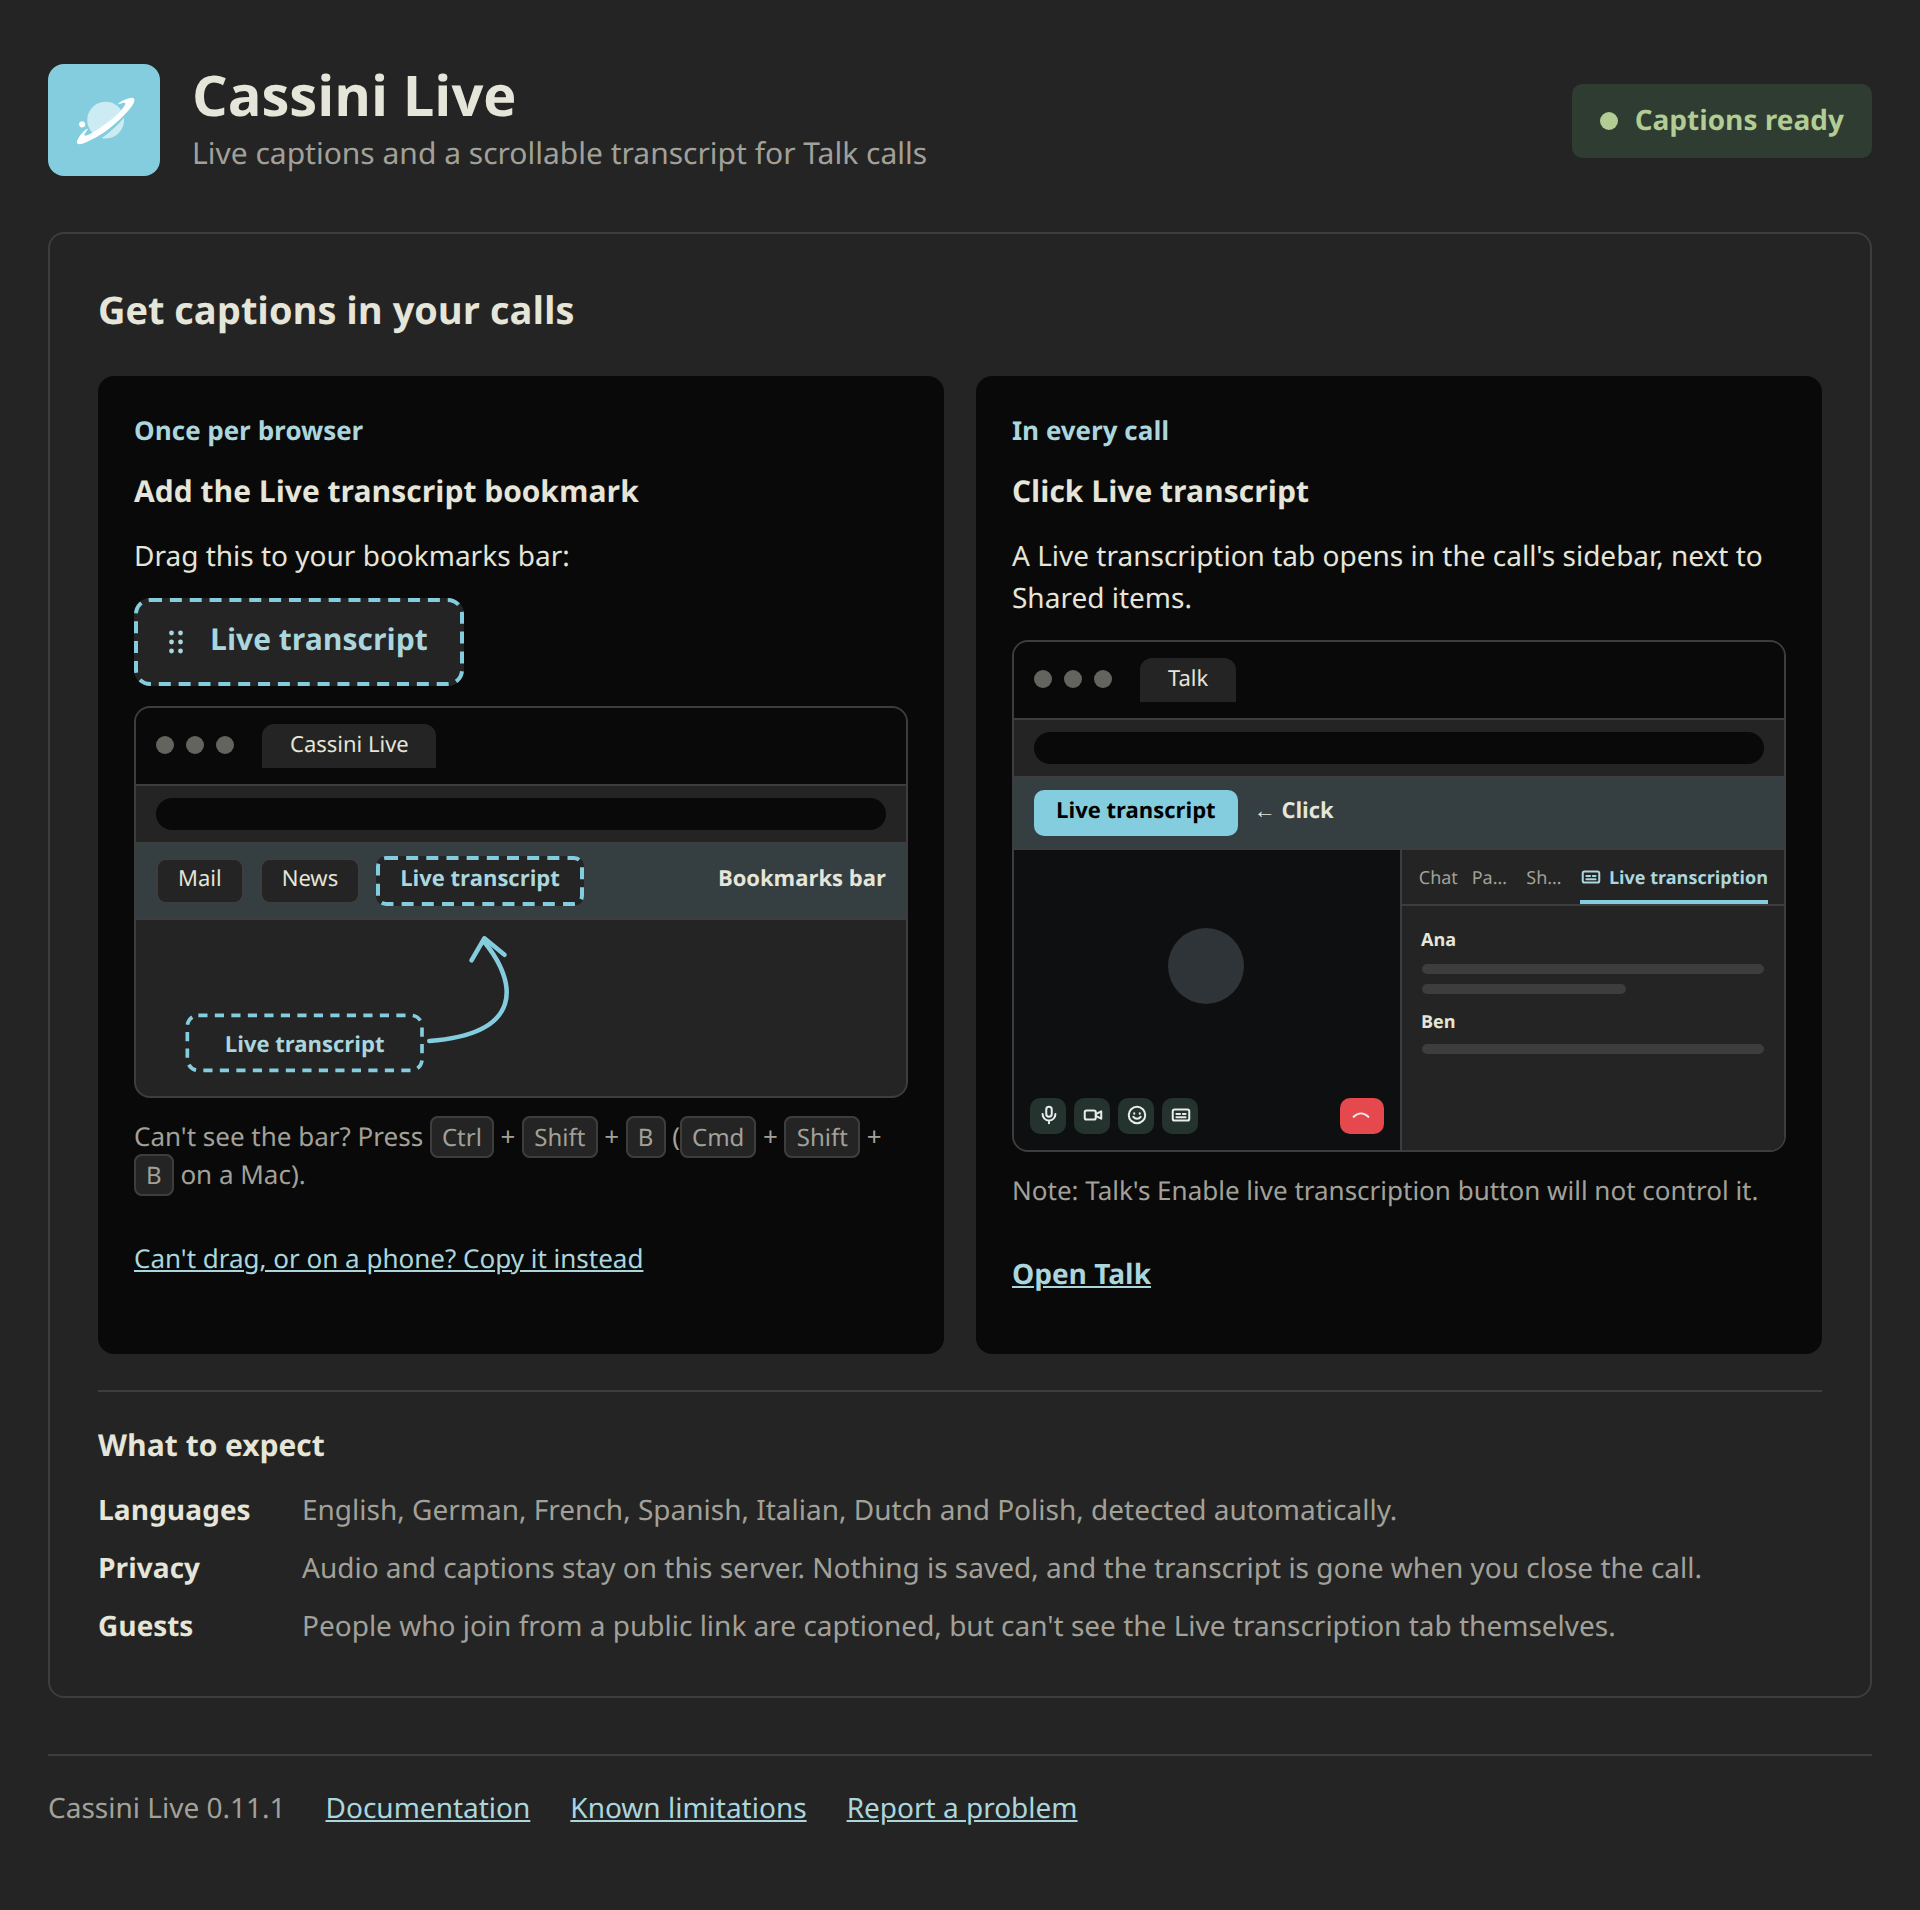 Cassini Live
Live captions and a scrollable transcript for Talk calls
Captions ready
Get captions in your calls
Once per browser
Add the Live transcript bookmark
Drag this to your bookmarks bar:
Live transcript
Cassini Live
Mail News Live transcript Bookmarks bar
Live transcript
Can't see the bar? Press Ctrl + Shift + B (Cmd + Shift +
B on a Mac).
Can't drag, or on a phone? Copy it instead
In every call
Click Live transcript
A Live transcription tab opens in the call's sidebar, next to
Shared items.
Talk
Live transcript ← Click
Chat Pa... Sh... Live transcription
Ana
Ben
Note: Talk's Enable live transcription button will not control it.
Open Talk
What to expect
Languages English, German, French, Spanish, Italian, Dutch and Polish, detected automatically.
Privacy Audio and captions stay on this server. Nothing is saved, and the transcript is gone when you close the call.
Guests People who join from a public link are captioned, but can't see the Live transcription tab themselves.
Cassini Live 0.11.1 Documentation Known limitations Report a problem